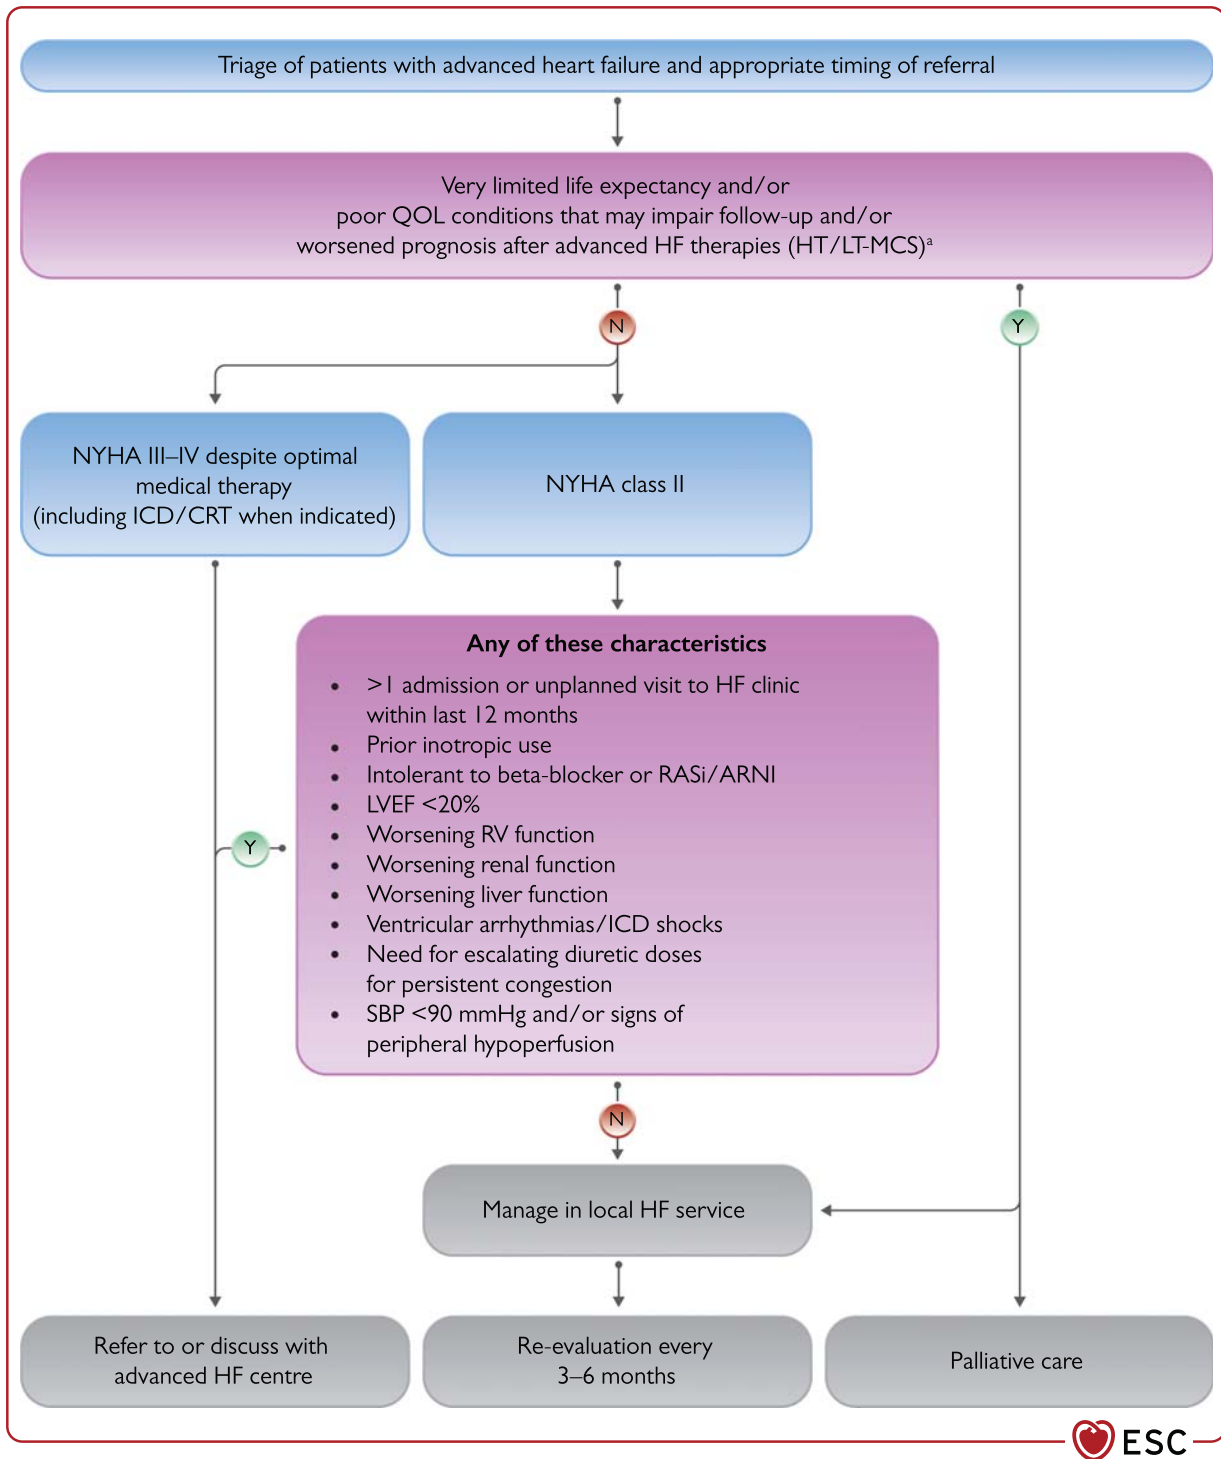 Triage of patients with advanced heart failure and appropriate timing of referral
Very limited life expectancy and/or
poor QOL conditions that may impair follow-up and/or
worsened prognosis after advanced HF therapies (HT/LT-MCS)ᵃ
N
Y
NYHA III–IV despite optimal
medical therapy
(including ICD/CRT when indicated)
NYHA class II
Any of these characteristics
• >1 admission or unplanned visit to HF clinic
within last 12 months
• Prior inotropic use
• Intolerant to beta-blocker or RASi/ARNI
• LVEF <20%
• Worsening RV function
• Worsening renal function
• Worsening liver function
• Ventricular arrhythmias/ICD shocks
• Need for escalating diuretic doses
for persistent congestion
• SBP <90 mmHg and/or signs of
peripheral hypoperfusion
Y
N
Manage in local HF service
Refer to or discuss with
advanced HF centre
Re-evaluation every
3–6 months
Palliative care
ESC